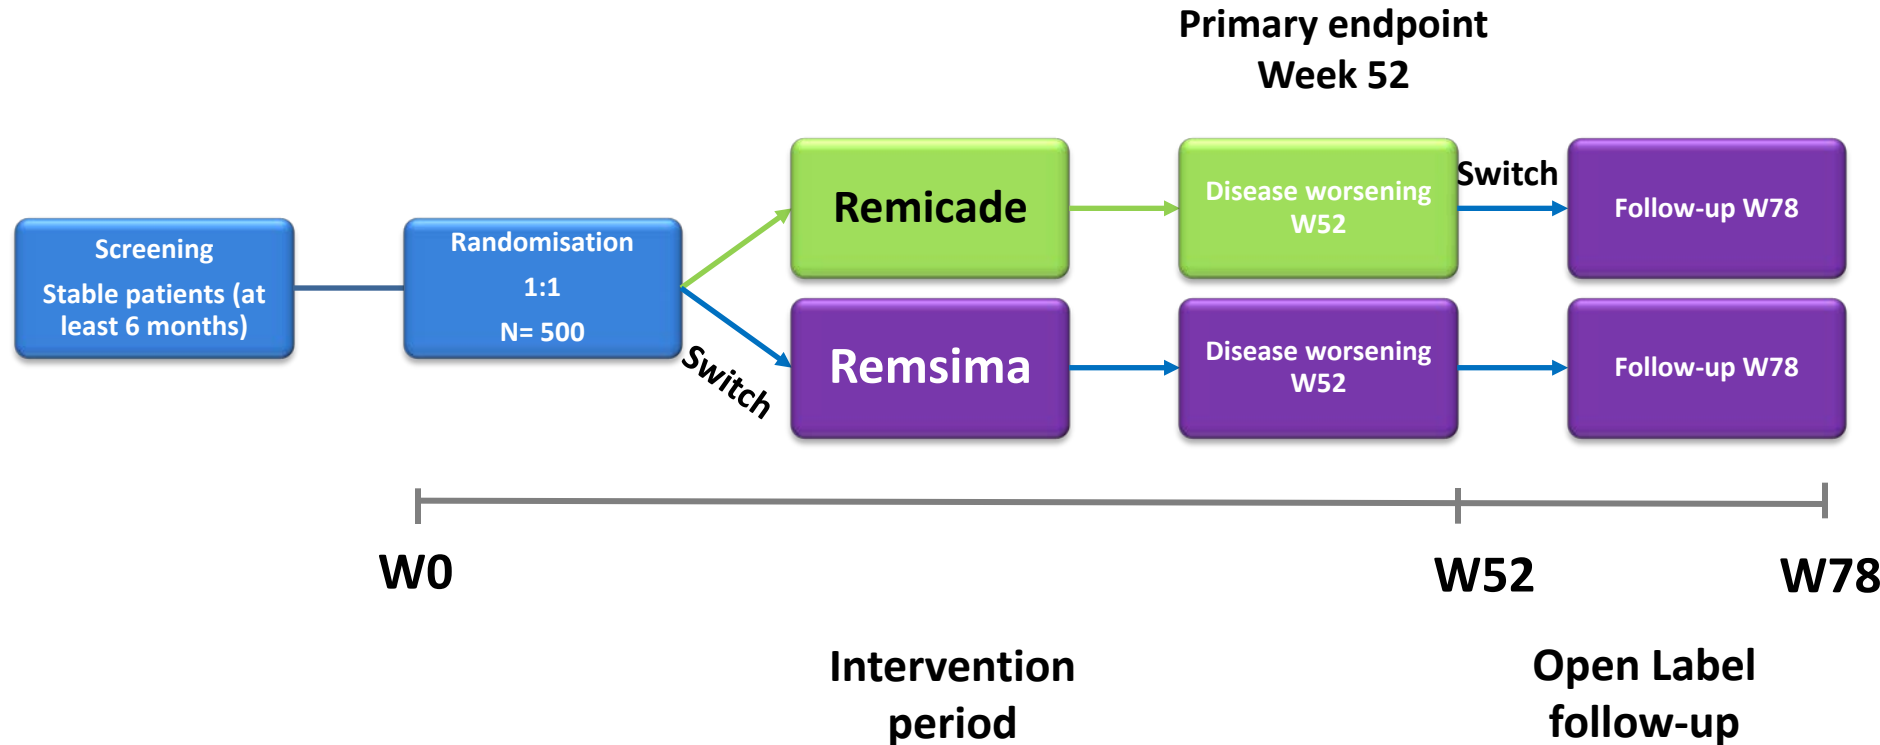 Primary endpoint
Week 52
Screening
Stable patients (at
least 6 months)
Randomisation
1:1
N= 500
Switch
Remicade
Disease worsening
W52
Switch
Follow-up W78
Remsima
Disease worsening
W52
Follow-up W78
W0
W52
W78
Intervention
period
Open Label
follow-up